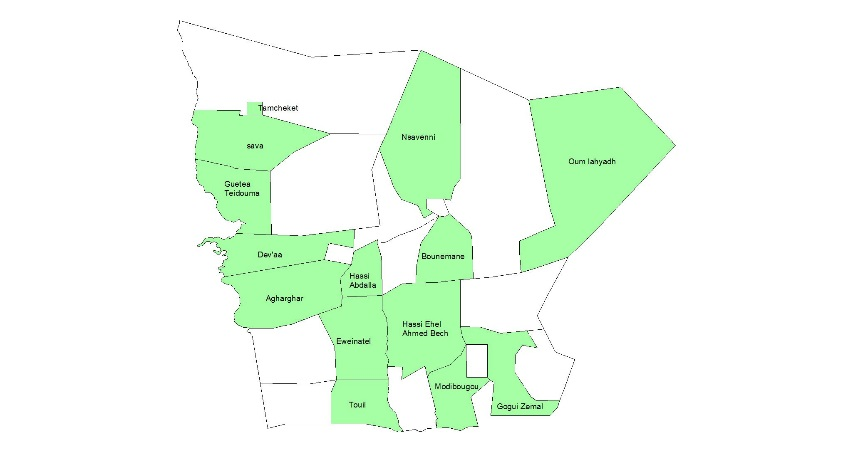 Tamcheket
Nsavenni
sava
Oum lahyadh
Guetea
Teidouma
Dev'aa
Bounemane
Hassi
Abdalla
Agharghar
Hassi Ehel
Ahmed Bech
Eweinatel
Modibougou
Touil
Gogui Zemal